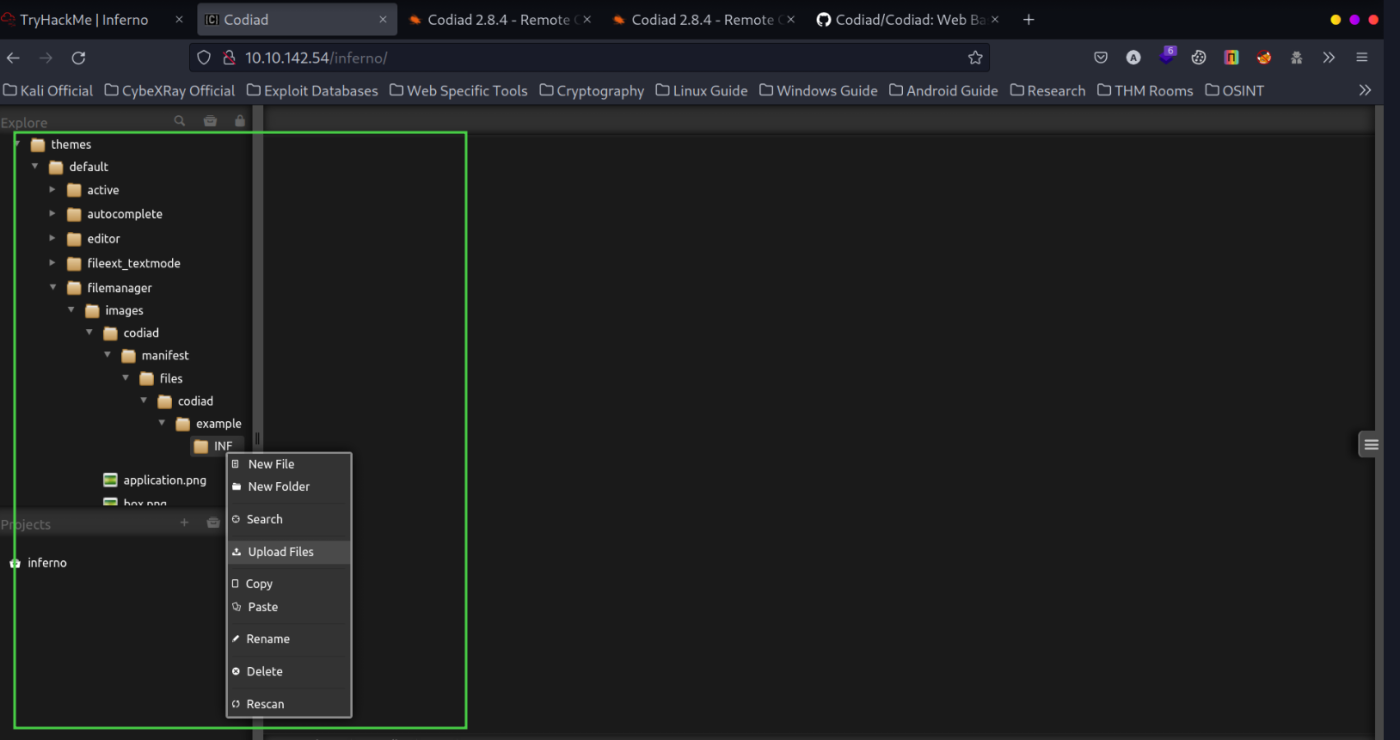 TryHackMe | Inferno
Codiad
Codiad 2.8.4 - Remote C
Codiad 2.8.4 - Remote C
Codiad/Codiad: Web Ba
10.10.142.54/inferno/
6
Kali Official
CybeXRay Official
Exploit Databases
Web Specific Tools
Cryptography
Linux Guide
Windows Guide
Android Guide
Research
THM Rooms
OSINT
Explore
themes
default
active
autocomplete
editor
fileext_textmode
filemanager
images
codiad
manifest
files
codiad
example
INF
New File
New Folder
application.png
box.png
Search
Projects
Upload Files
inferno
Copy
Paste
Rename
Delete
Rescan